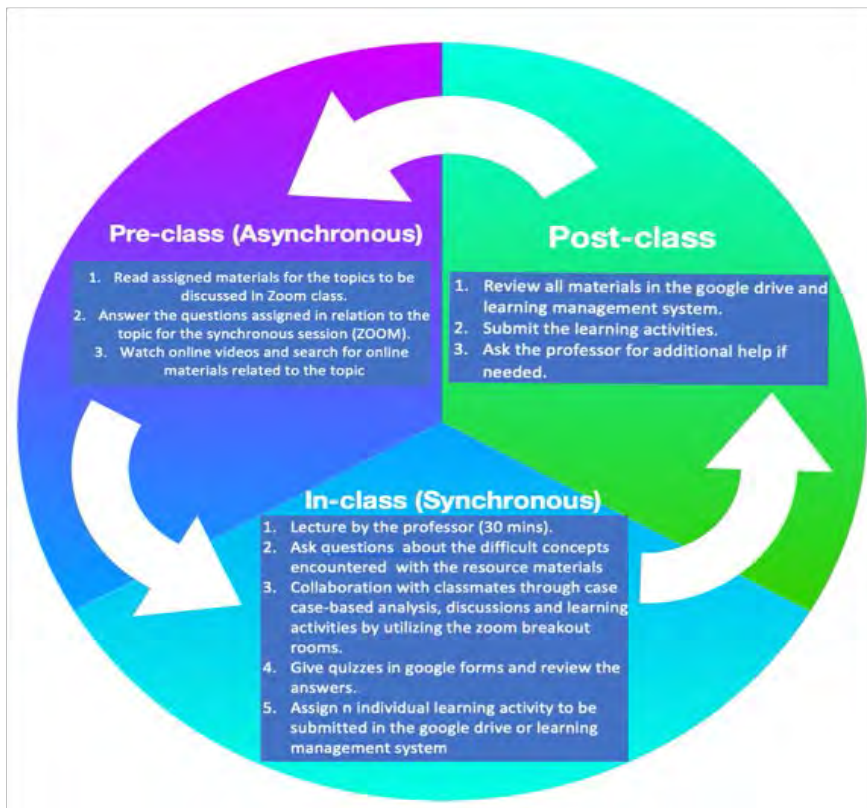 Pre-class (Asynchronous)
1. Read assigned materials for the topics to be
discussed in Zoom class.
2. Answer the questions assigned in relation to the
topic for the synchronous session (ZOOM).
3. Watch online videos and search for online
materials related to the topic
Post-class
1. Review all materials in the google drive and
learning management system.
2. Submit the learning activities.
3. Ask the professor for additional help if
needed.
In-class (Synchronous)
1. Lecture by the professor (30 mins).
2. Ask questions about the difficult concepts
encountered with the resource materials
3. Collaboration with classmates through case
case-based analysis, discussions and learning
activities by utilizing the zoom breakout
rooms.
4. Give quizzes in google forms and review the
answers.
5. Assign n individual learning activity to be
submitted in the google drive or learning
management system